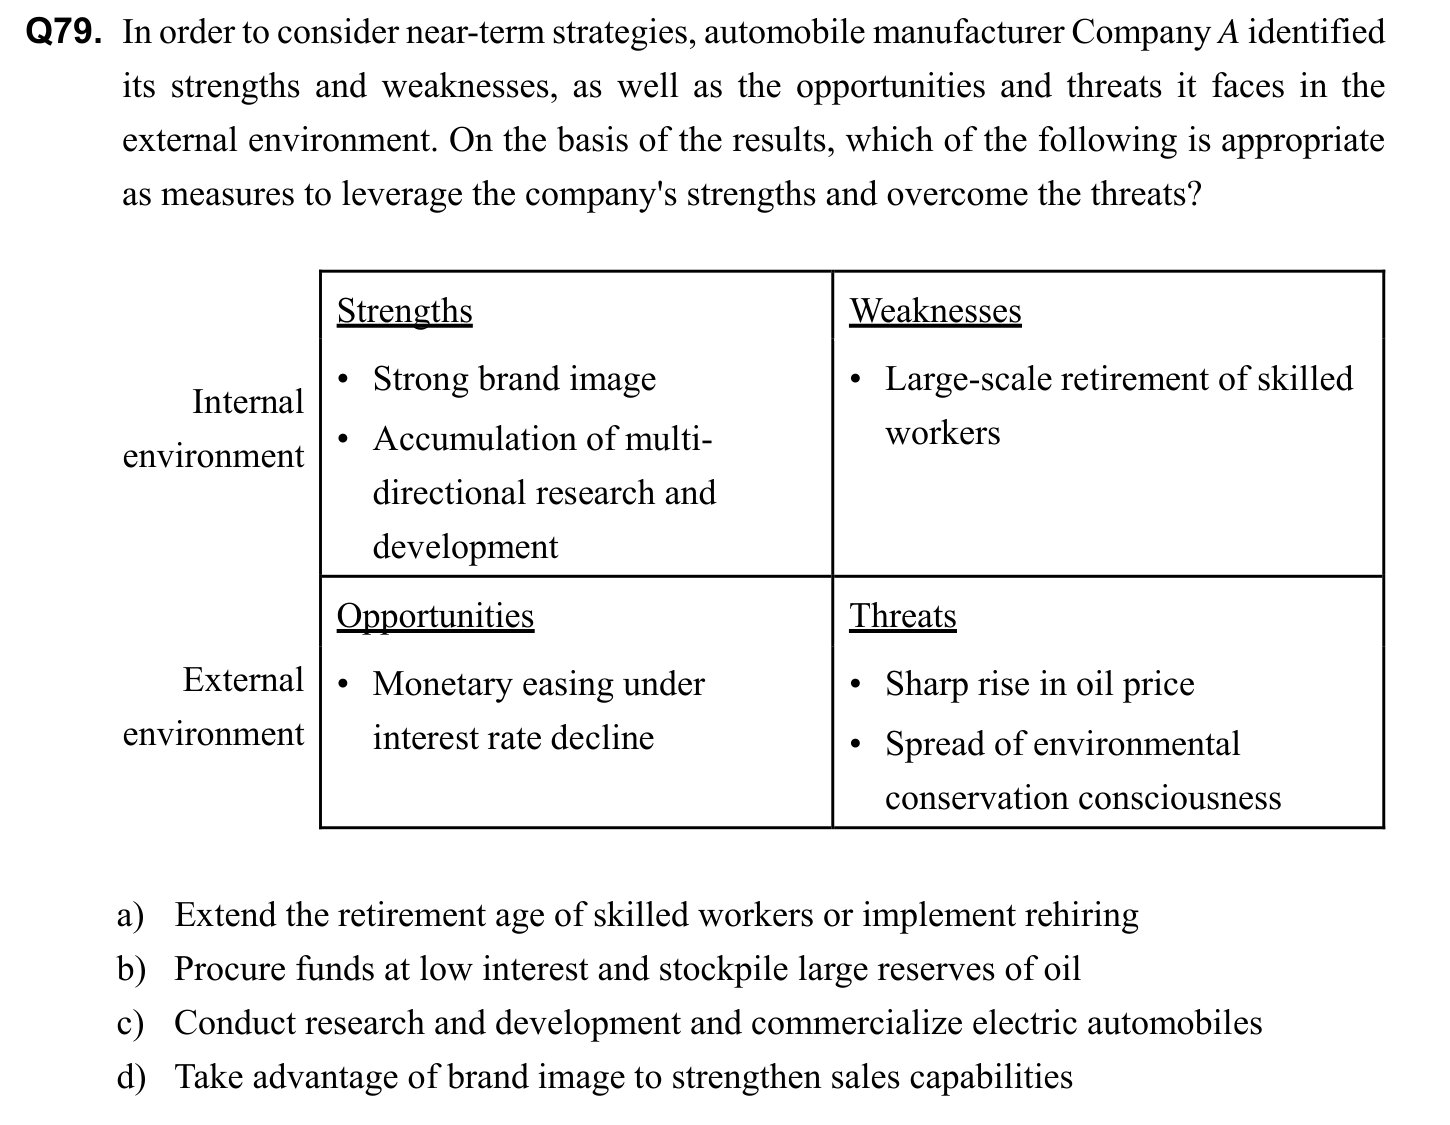 Q79. In order to consider near-term strategies, automobile manufacturer Company A identified
its strengths and weaknesses, as well as the opportunities and threats it faces in the
external environment. On the basis of the results, which of the following is appropriate
as measures to leverage the company's strengths and overcome the threats?
Internal
environment
Strengths
• Strong brand image
• Accumulation of multi-
directional research and
development
Weaknesses
• Large-scale retirement of skilled
workers
External
environment
Opportunities
• Monetary easing under
interest rate decline
Threats
• Sharp rise in oil price
• Spread of environmental
conservation consciousness
a) Extend the retirement age of skilled workers or implement rehiring
b) Procure funds at low interest and stockpile large reserves of oil
c) Conduct research and development and commercialize electric automobiles
d) Take advantage of brand image to strengthen sales capabilities